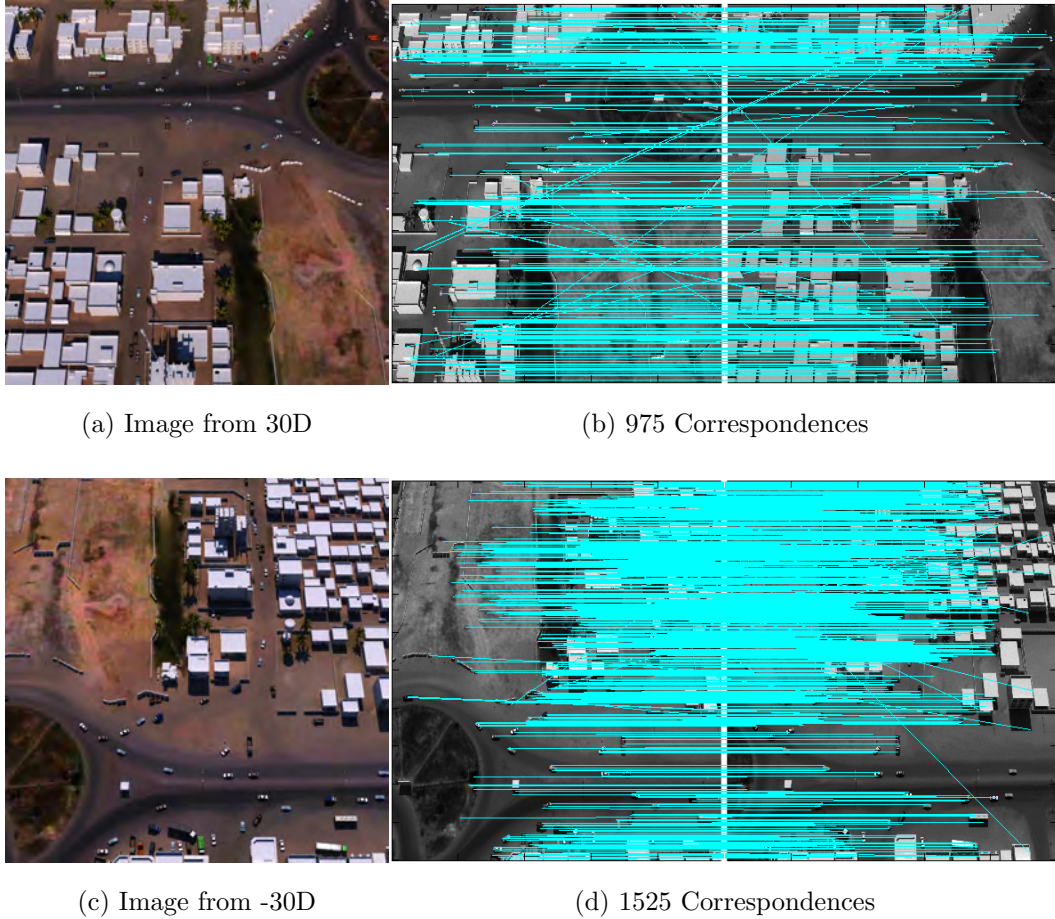 (a) Image from 30D
(b) 975 Correspondences
(c) Image from -30D
(d) 1525 Correspondences